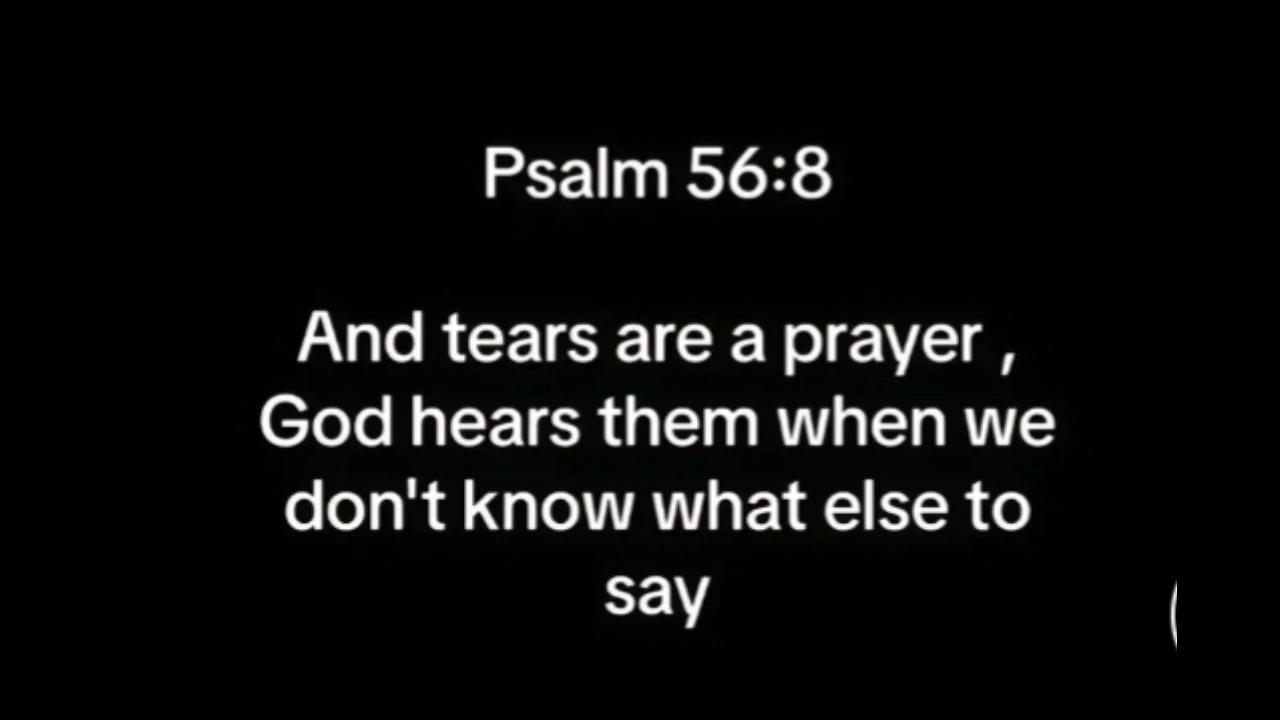 Psalm 56:8
And tears are a prayer ,
God hears them when we
don't know what else to
say